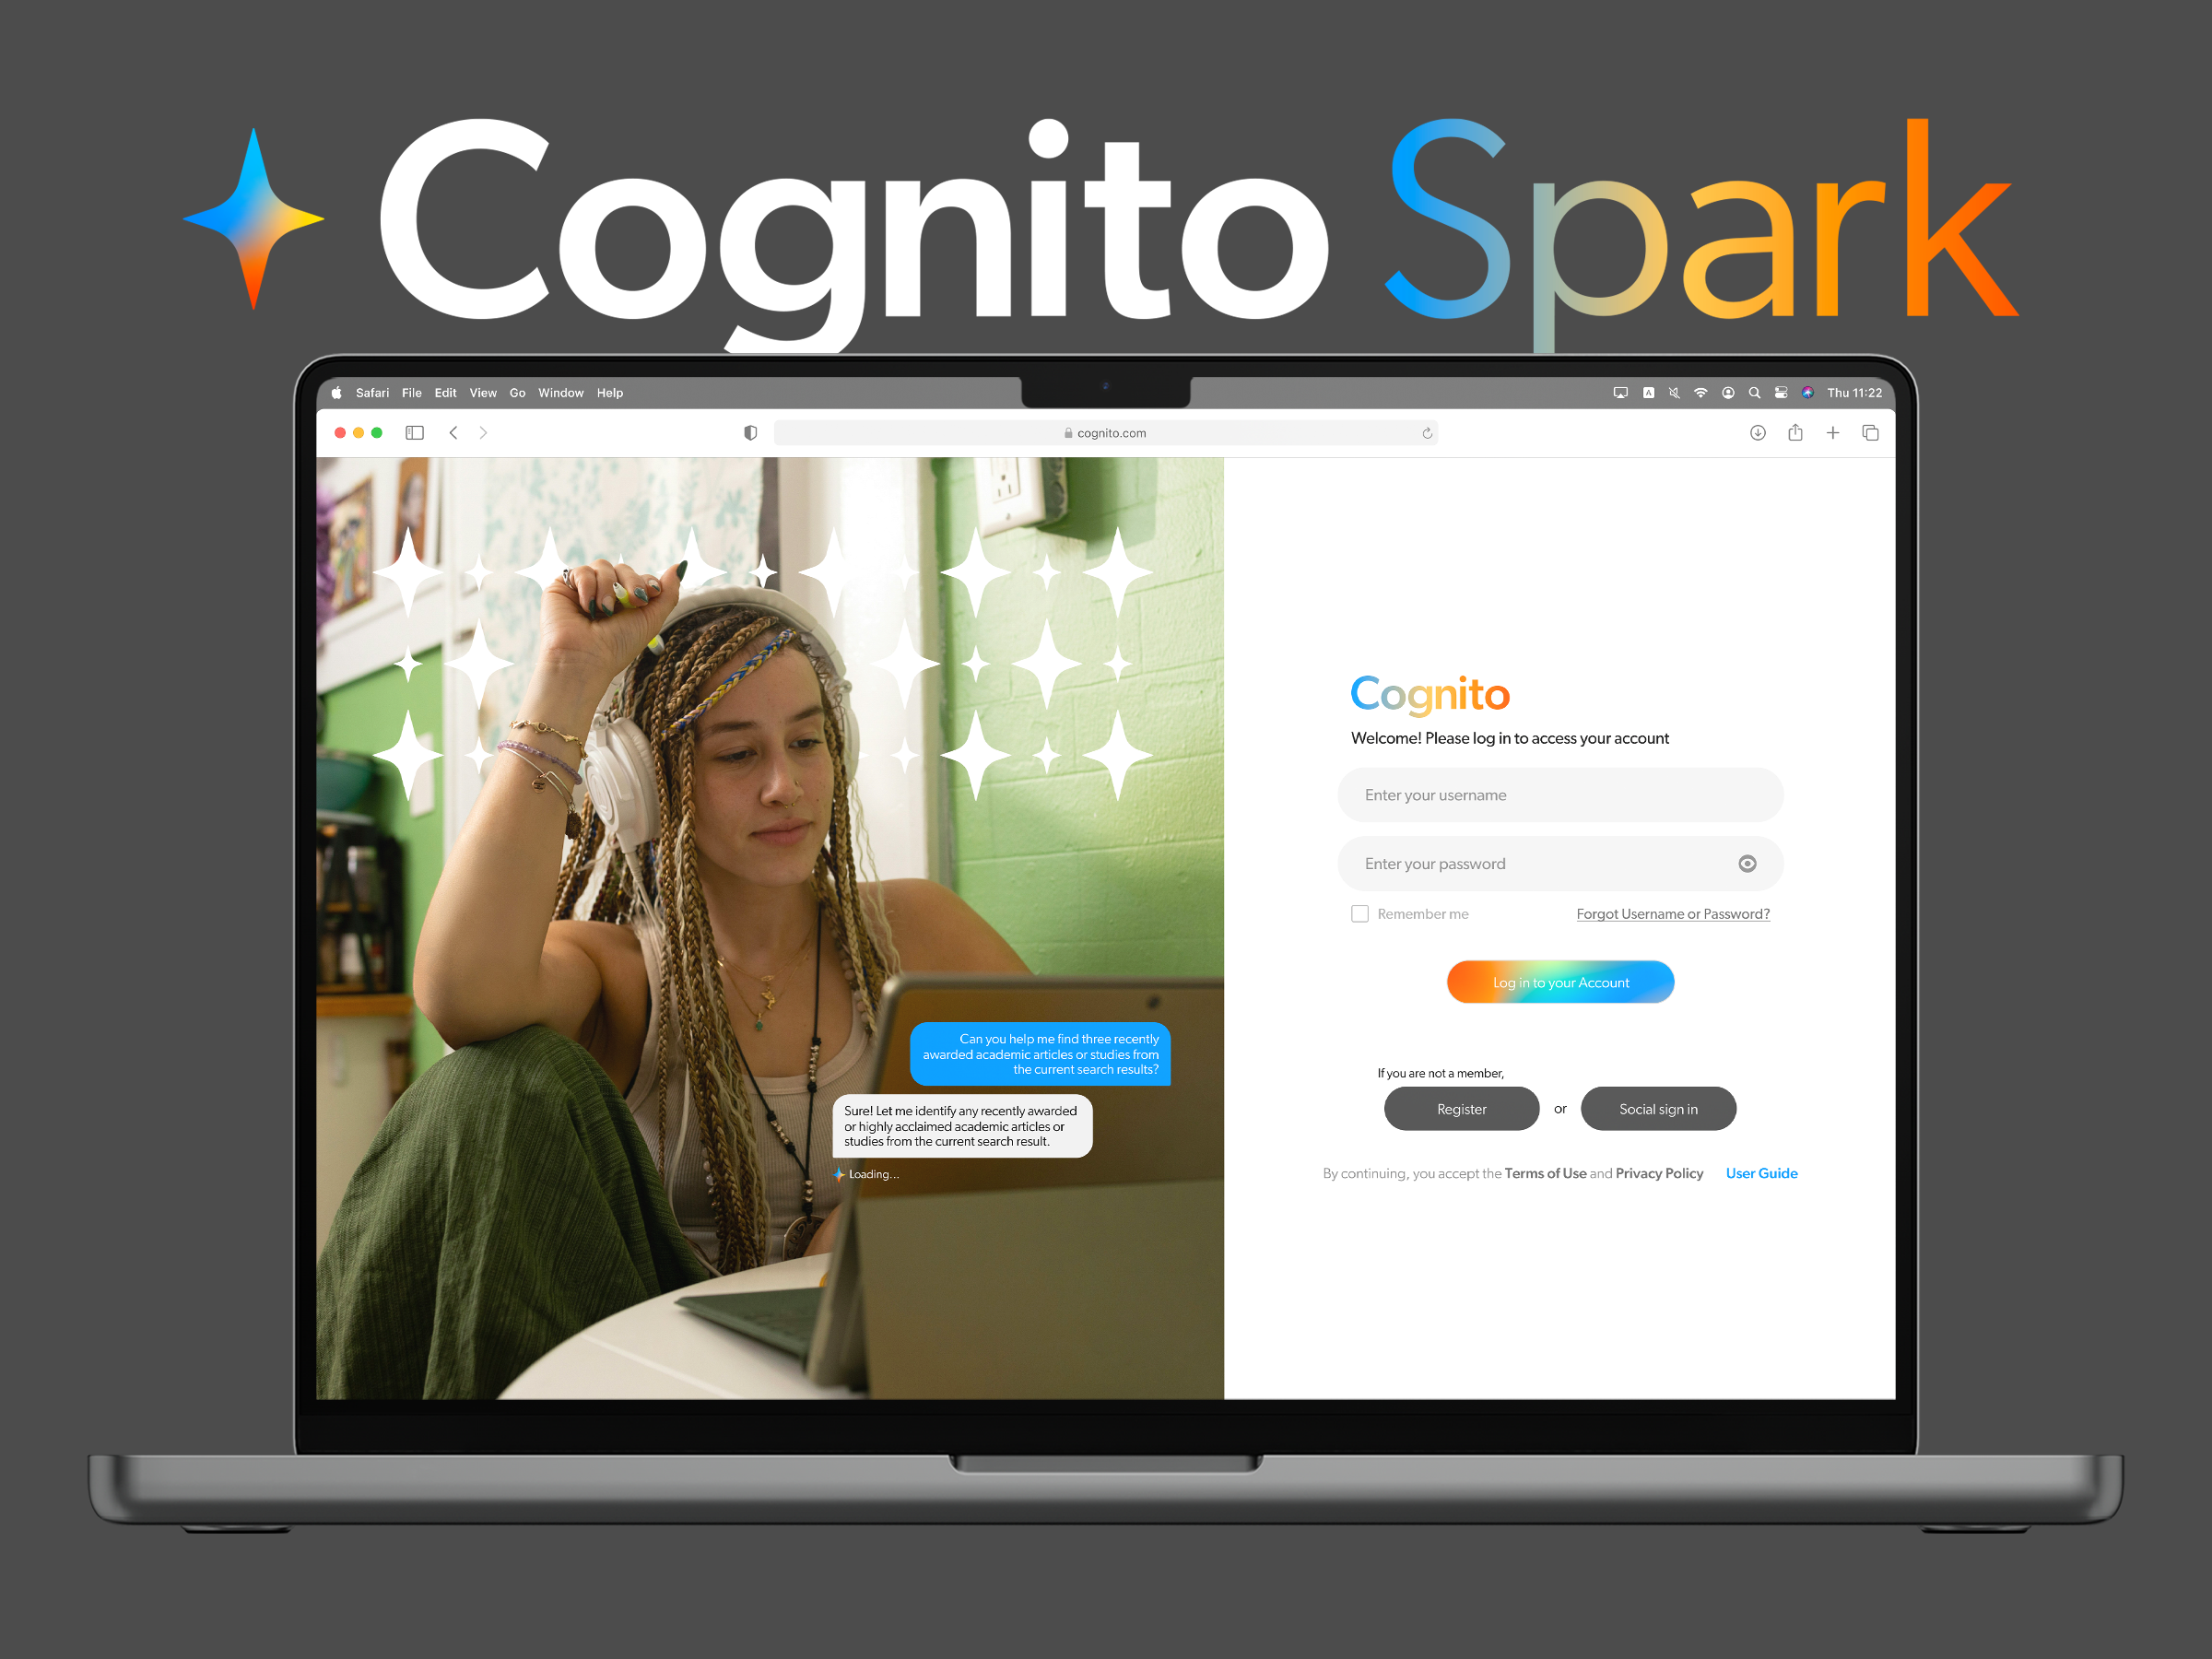 Cognito Spark
Safari File Edit View Go Window Help
Thu 11:22
cognito.com
Cognito
Welcome! Please log in to access your account
Enter your username
Enter your password
Remember me
Forgot Username or Password?
Log in to your Account
If you are not a member,
Register or Social sign in
By continuing, you accept the Terms of Use and Privacy Policy
User Guide
Can you help me find three recently
awarded academic articles or studies from
the current search results?
Sure! Let me identify any recently awarded
or highly acclaimed academic articles or
studies from the current search result.
Loading...